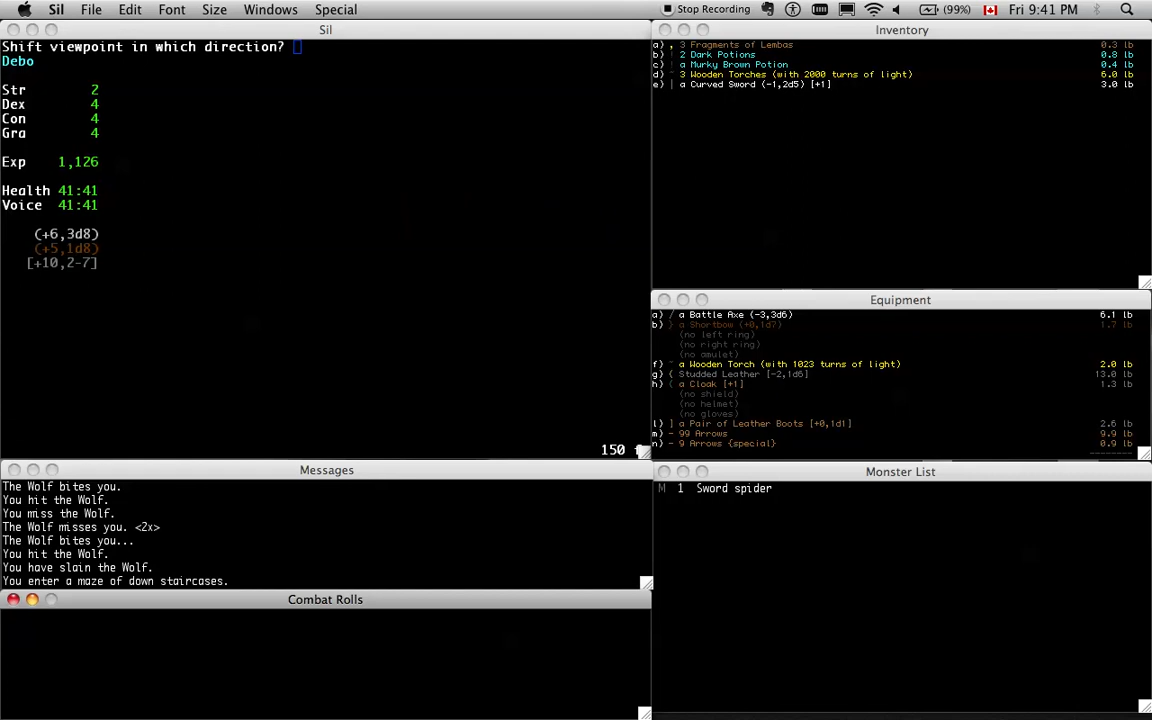 Sil File Edit Font Size Windows Special Stop Recording (99%) Fri 9:41 PM
Sil
Shift viewpoint in which direction?
Debo
Str 2
Dex 4
Con 4
Gra 4
Exp 1,126
Health 41:41
Voice 41:41
(+6,3d8)
(+5,1d8)
[+10,2-7]
150 f
Inventory
a) , 3 Fragments of Lembas 0.3 lb
b) ! 2 Dark Potions 0.8 lb
c) ! a Murky Brown Potion 0.4 lb
d) ~ 3 Wooden Torches (with 2000 turns of light) 6.0 lb
e) | a Curved Sword (-1,2d5) [+1] 3.0 lb
Equipment
a) / a Battle Axe (-3,3d6) 6.1 lb
b) } a Shortbow (+0,1d7) 1.7 lb
(no left ring)
(no right ring)
(no amulet)
f) ~ a Wooden Torch (with 1023 turns of light) 2.0 lb
g) ( Studded Leather [-2,1d6] 13.0 lb
h) ( a Cloak [+1] 1.3 lb
(no shield)
(no helmet)
(no gloves)
l) ] a Pair of Leather Boots [+0,1d1] 2.6 lb
m) - 99 Arrows 9.9 lb
n) - 9 Arrows {special} 0.9 lb
Messages
The Wolf bites you.
You hit the Wolf.
You miss the Wolf.
The Wolf misses you. <2x>
The Wolf bites you...
You hit the Wolf.
You have slain the Wolf.
You enter a maze of down staircases.
Monster List
M 1 Sword spider
Combat Rolls